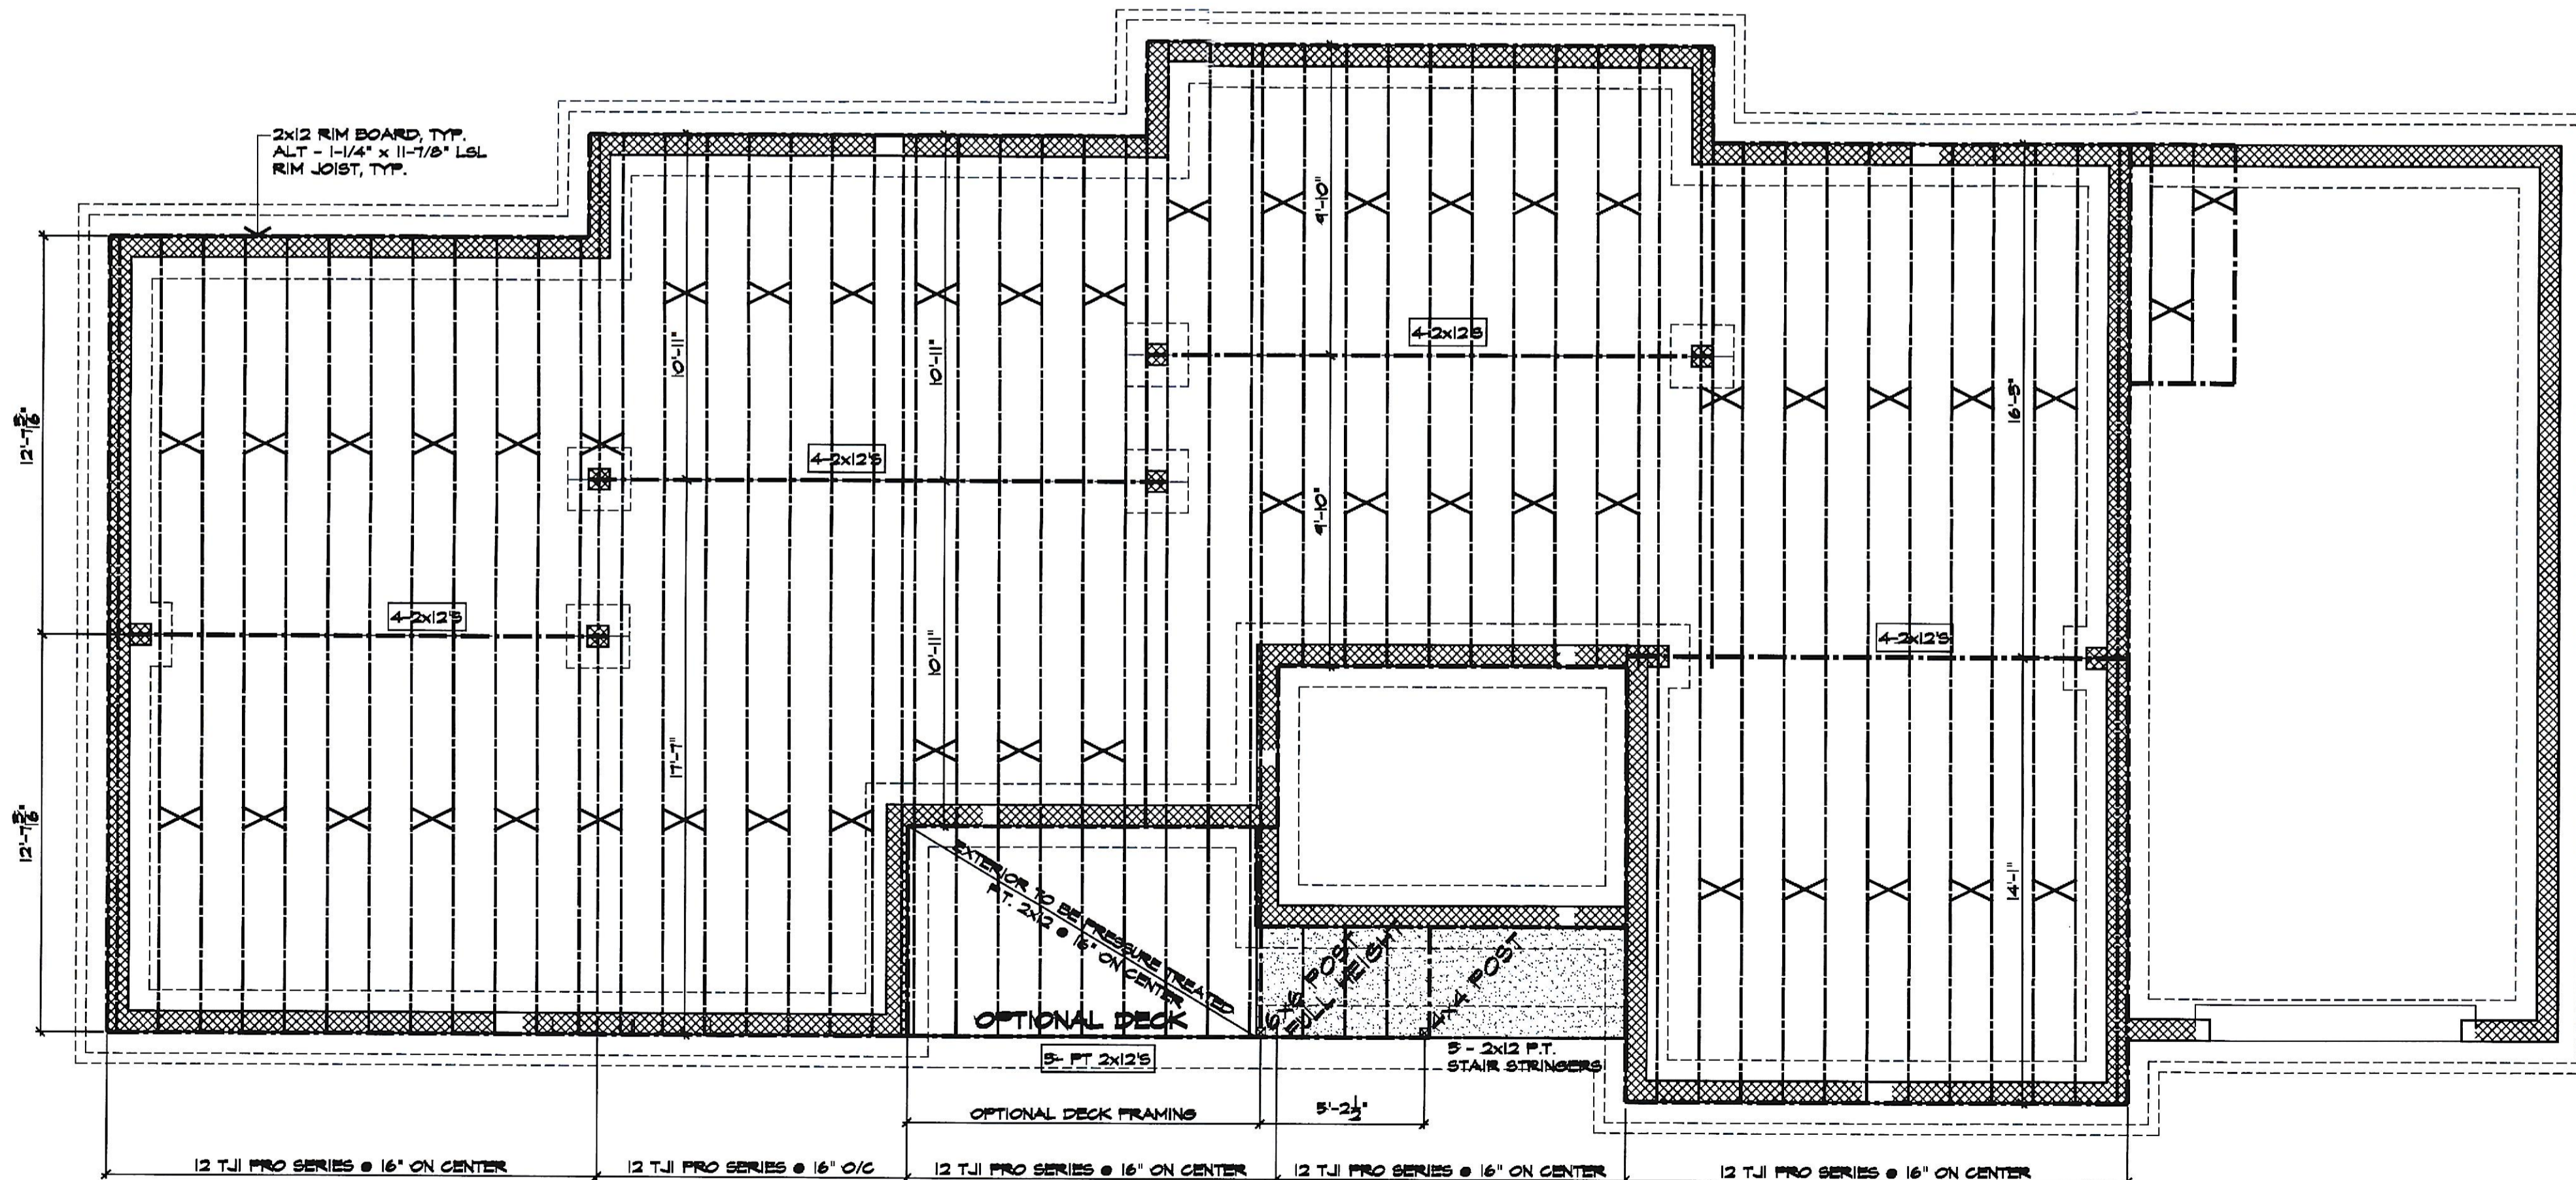 2x12 RIM BOARD, TYP.
ALT - 1-1/4" x 11-7/8" LSL
RIM JOIST, TYP.
9'-10"
4-2x12'S
10'-11"
10'-11"
16'-5"
12'-7 5/16"
4-2x12'S
9'-10"
4-2x12'S
4-2x12'S
10'-11"
17'-7"
12'-7 5/16"
14'-1"
EXTERIOR TO BE PRESSURE TREATED
P.T. 2x12 @ 16" ON CENTER
OPTIONAL DECK
6x6 POST
FULL HEIGHT
4x4 POST
5- PT 2x12'S
5 - 2x12 P.T.
STAIR STRINGERS
OPTIONAL DECK FRAMING
5'-2 1/2"
12 TJI PRO SERIES @ 16" ON CENTER
12 TJI PRO SERIES @ 16" O/C
12 TJI PRO SERIES @ 16" ON CENTER
12 TJI PRO SERIES @ 16" ON CENTER
12 TJI PRO SERIES @ 16" ON CENTER